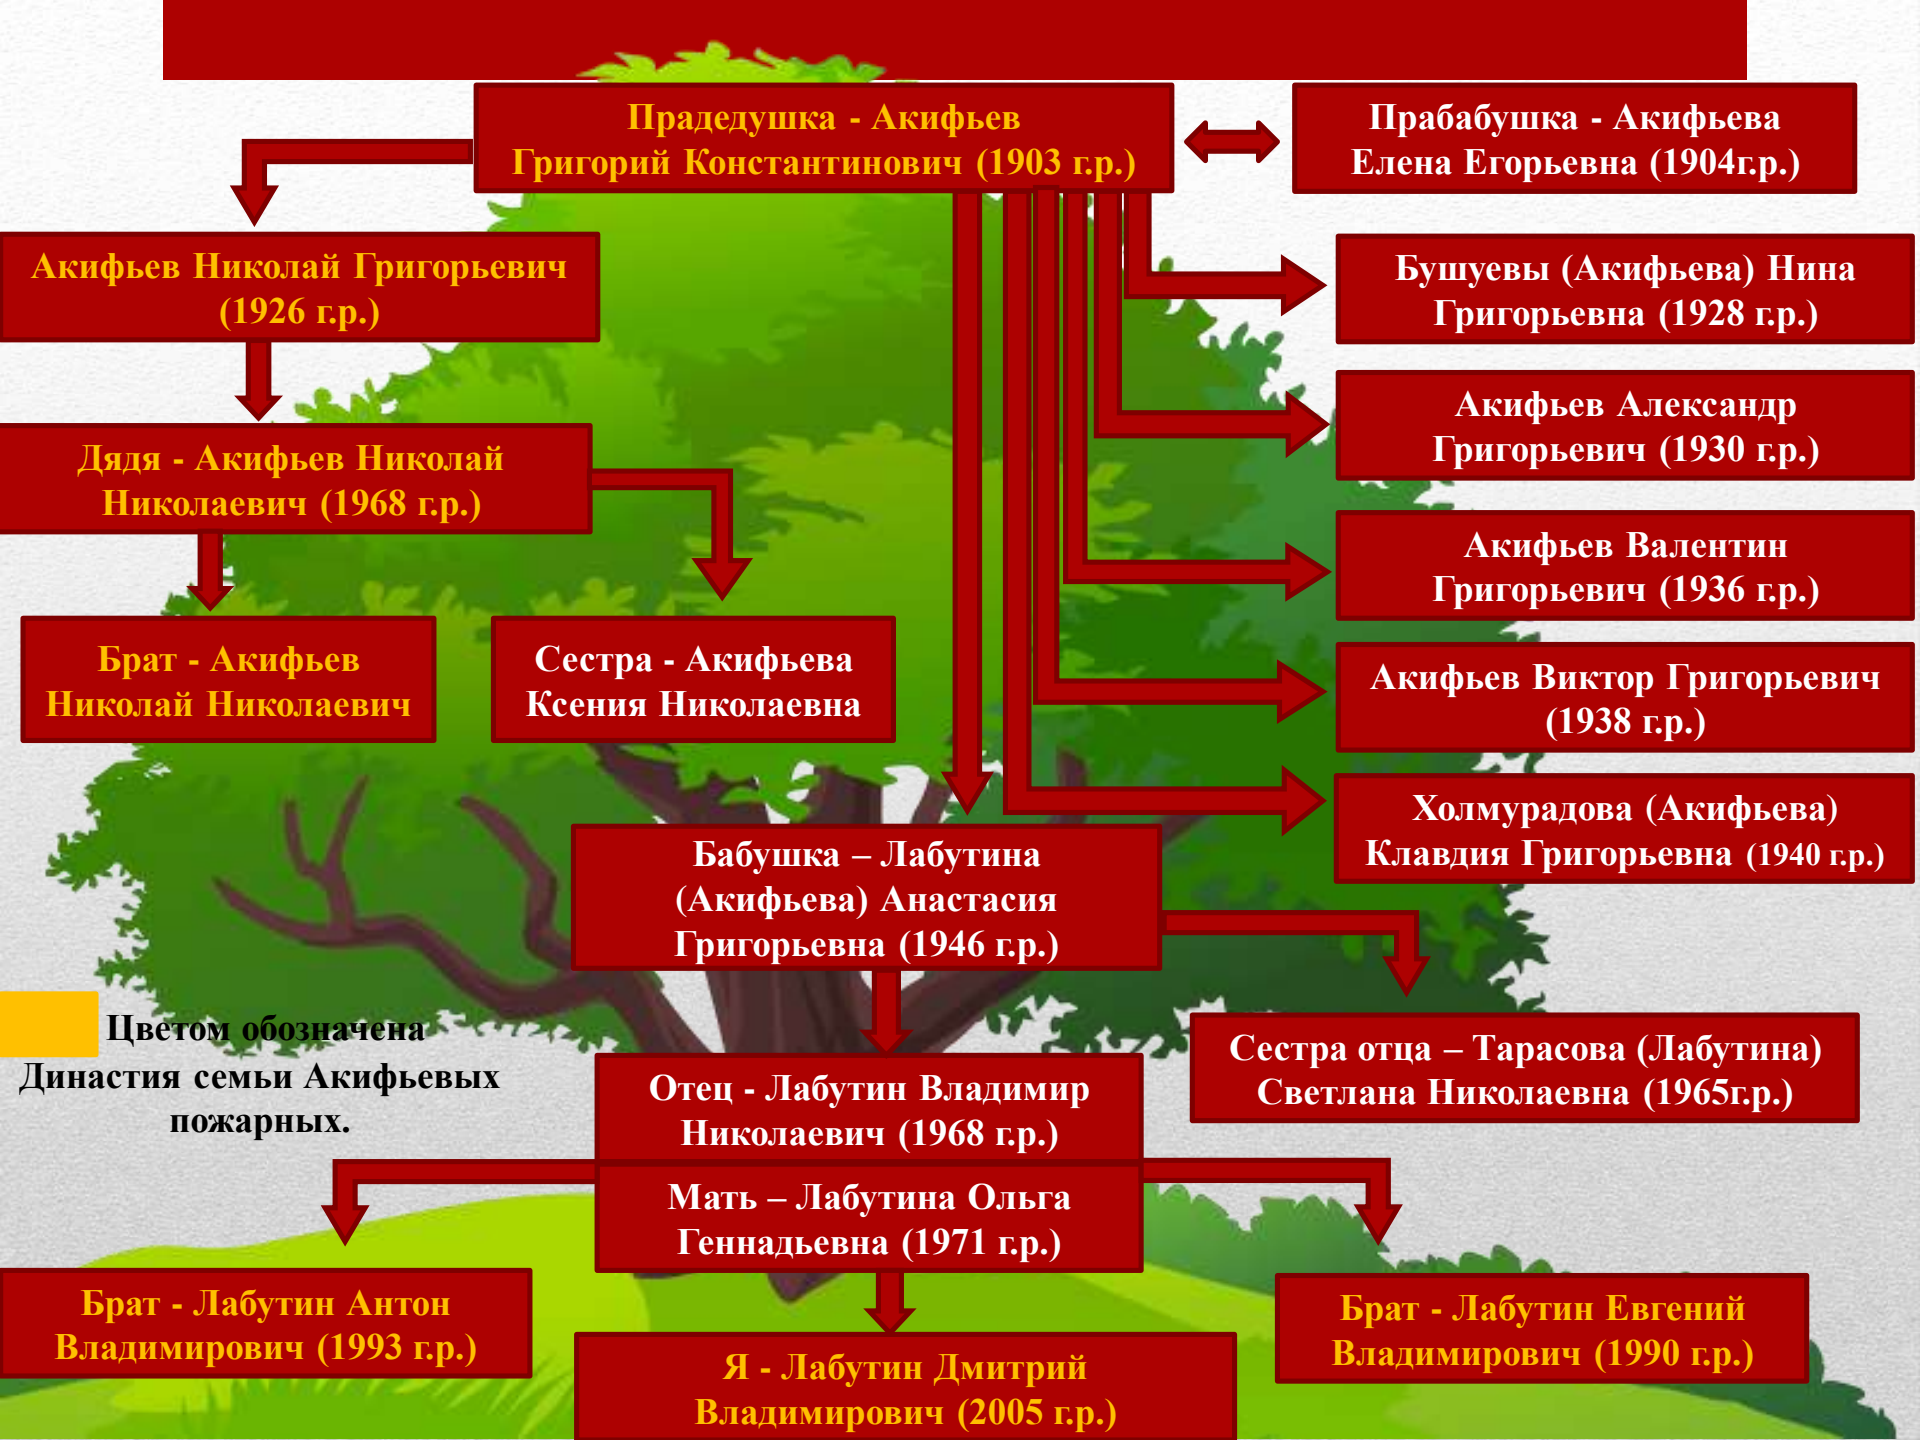 Прадедушка - Акифьев
Григорий Константинович (1903 г.р.)
Прабабушка - Акифьева
Елена Егорьевна (1904г.р.)
Акифьев Николай Григорьевич
(1926 г.р.)
Бушуевы (Акифьева) Нина
Григорьевна (1928 г.р.)
Акифьев Александр
Григорьевич (1930 г.р.)
Дядя - Акифьев Николай
Николаевич (1968 г.р.)
Акифьев Валентин
Григорьевич (1936 г.р.)
Брат - Акифьев
Николай Николаевич
Сестра - Акифьева
Ксения Николаевна
Акифьев Виктор Григорьевич
(1938 г.р.)
Холмурадова (Акифьева)
Клавдия Григорьевна (1940 г.р.)
Бабушка – Лабутина
(Акифьева) Анастасия
Григорьевна (1946 г.р.)
Цветом обозначена
Династия семьи Акифьевых
пожарных.
Сестра отца – Тарасова (Лабутина)
Светлана Николаевна (1965г.р.)
Отец - Лабутин Владимир
Николаевич (1968 г.р.)
Мать – Лабутина Ольга
Геннадьевна (1971 г.р.)
Брат - Лабутин Антон
Владимирович (1993 г.р.)
Я - Лабутин Дмитрий
Владимирович (2005 г.р.)
Брат - Лабутин Евгений
Владимирович (1990 г.р.)